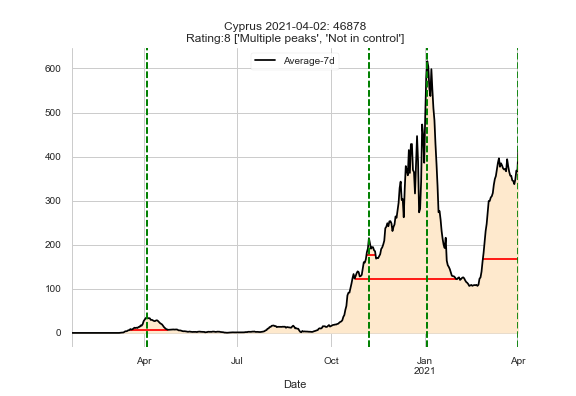 Cyprus 2021-04-02: 46878
Rating:8 ['Multiple peaks', 'Not in control']
Average-7d
600
500
400
300
200
100
0
Apr
Jul
Oct
Jan
2021
Apr
Date